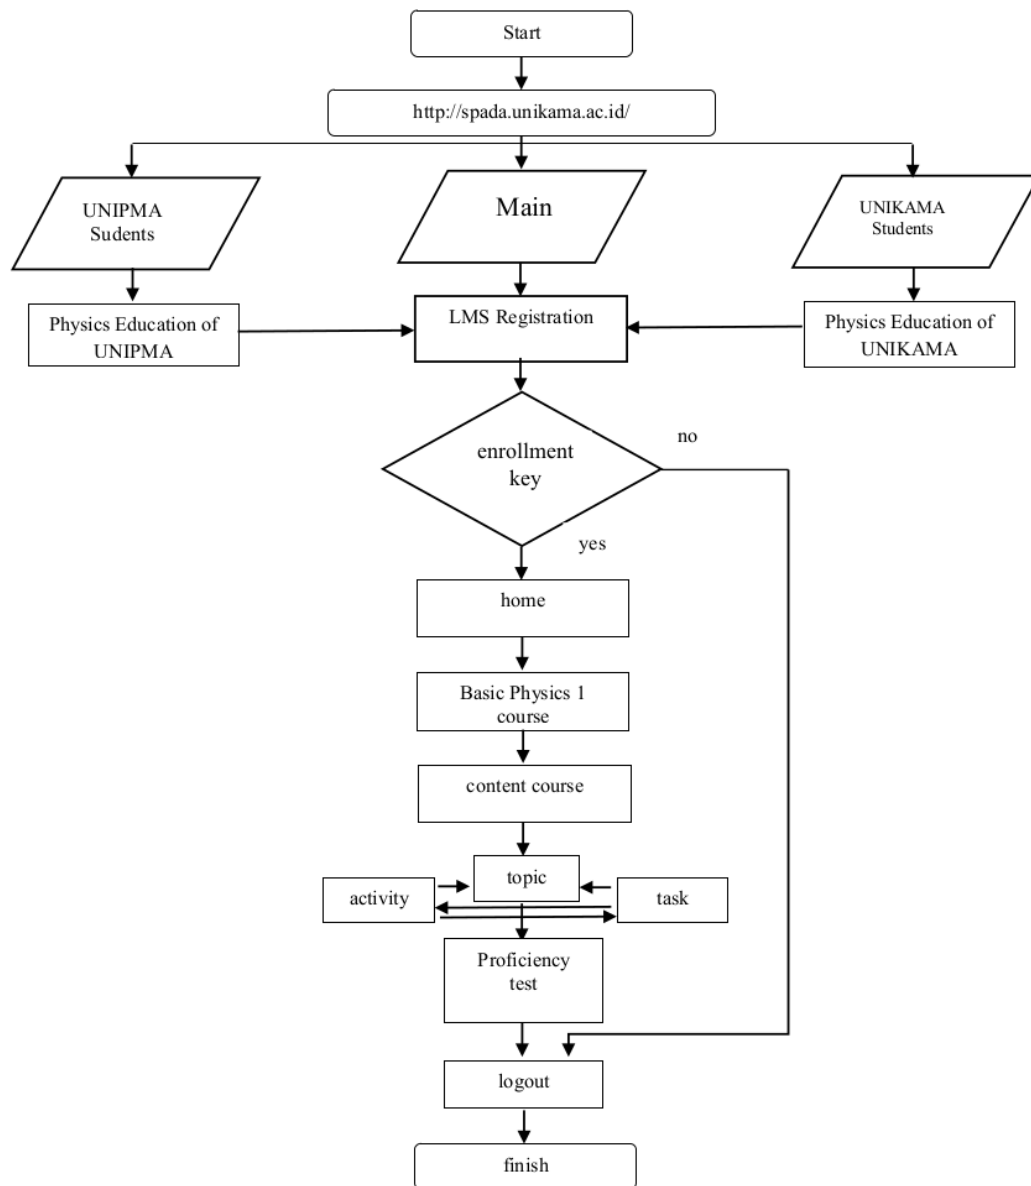 Start
http://spada.unikama.ac.id/
UNIPMA
Sudents
Main
UNIKAMA
Students
Physics Education of
UNIPMA
LMS Registration
Physics Education of
UNIKAMA
enrollment
key
no
yes
home
Basic Physics 1
course
content course
topic
activity
task
Proficiency
test
logout
finish